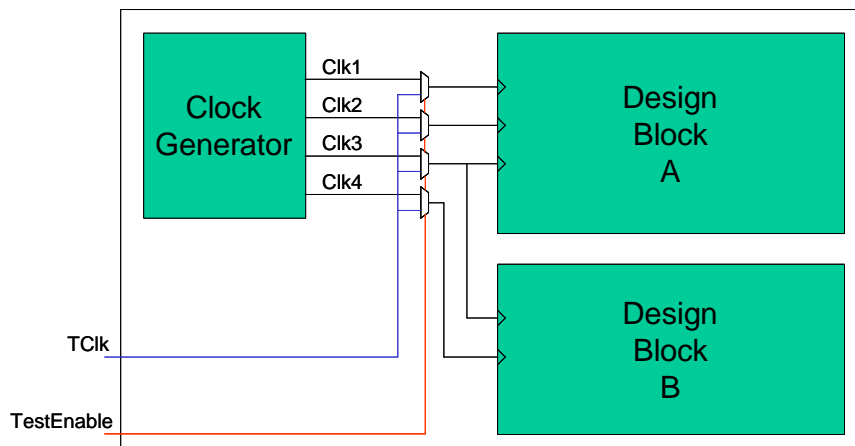 Clock
Generator
Clk1
Clk2
Clk3
Clk4
Design
Block
A
Design
Block
B
TClk
TestEnable